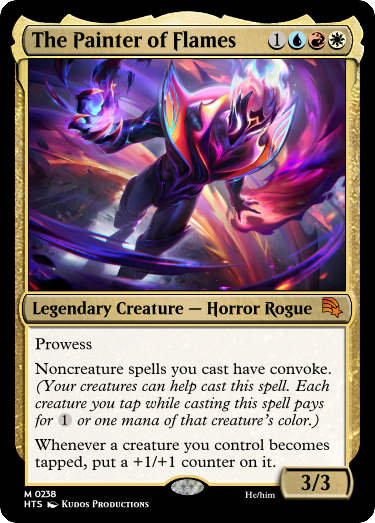 The Painter of Flames 1
Legendary Creature — Horror Rogue
Prowess
Noncreature spells you cast have convoke.
(Your creatures can help cast this spell. Each
creature you tap while casting this spell pays
for 1 or one mana of that creature's color.)
Whenever a creature you control becomes
tapped, put a +1/+1 counter on it.
3/3
M 0238
HTS Kudos Productions
He/him